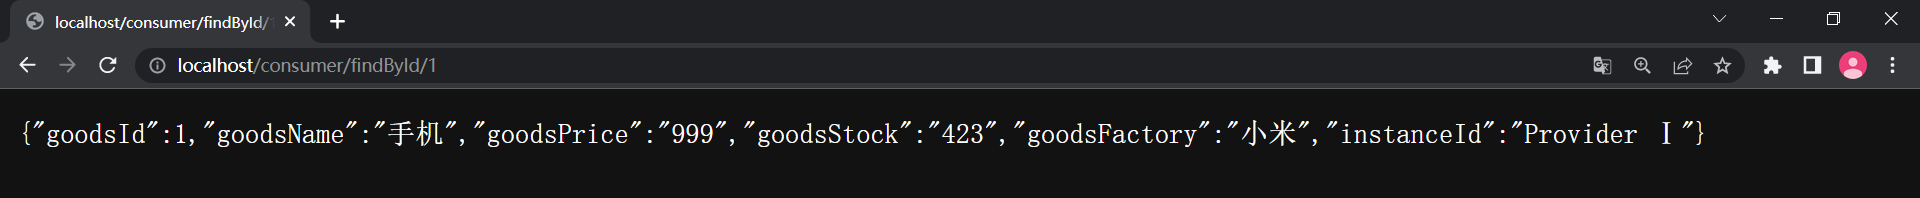 localhost/consumer/findById/1
localhost/consumer/findById/1
{"goodsId":1,"goodsName":"手机","goodsPrice":"999","goodsStock":"423","goodsFactory":"小米","instanceId":"Provider Ⅰ"}